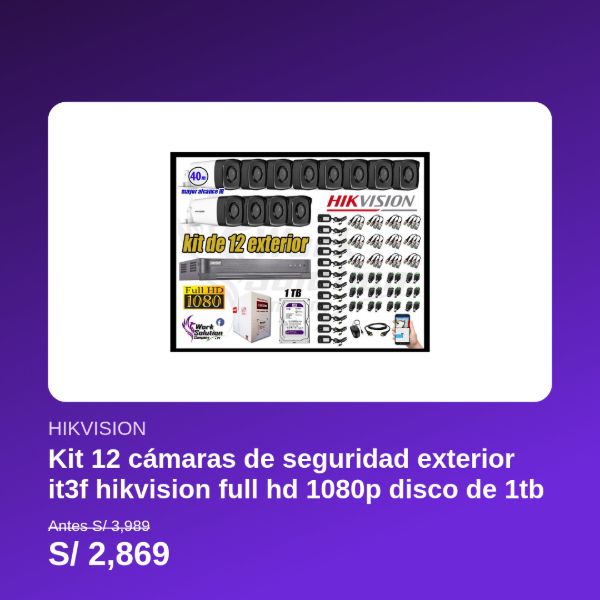 40m
mayor alcance IR
HIKVISION
kit de 12 exterior
Full HD
1080
1 TB
Work
Solution
HIKVISION
Kit 12 cámaras de seguridad exterior
it3f hikvision full hd 1080p disco de 1tb
Antes S/ 3,989
S/ 2,869